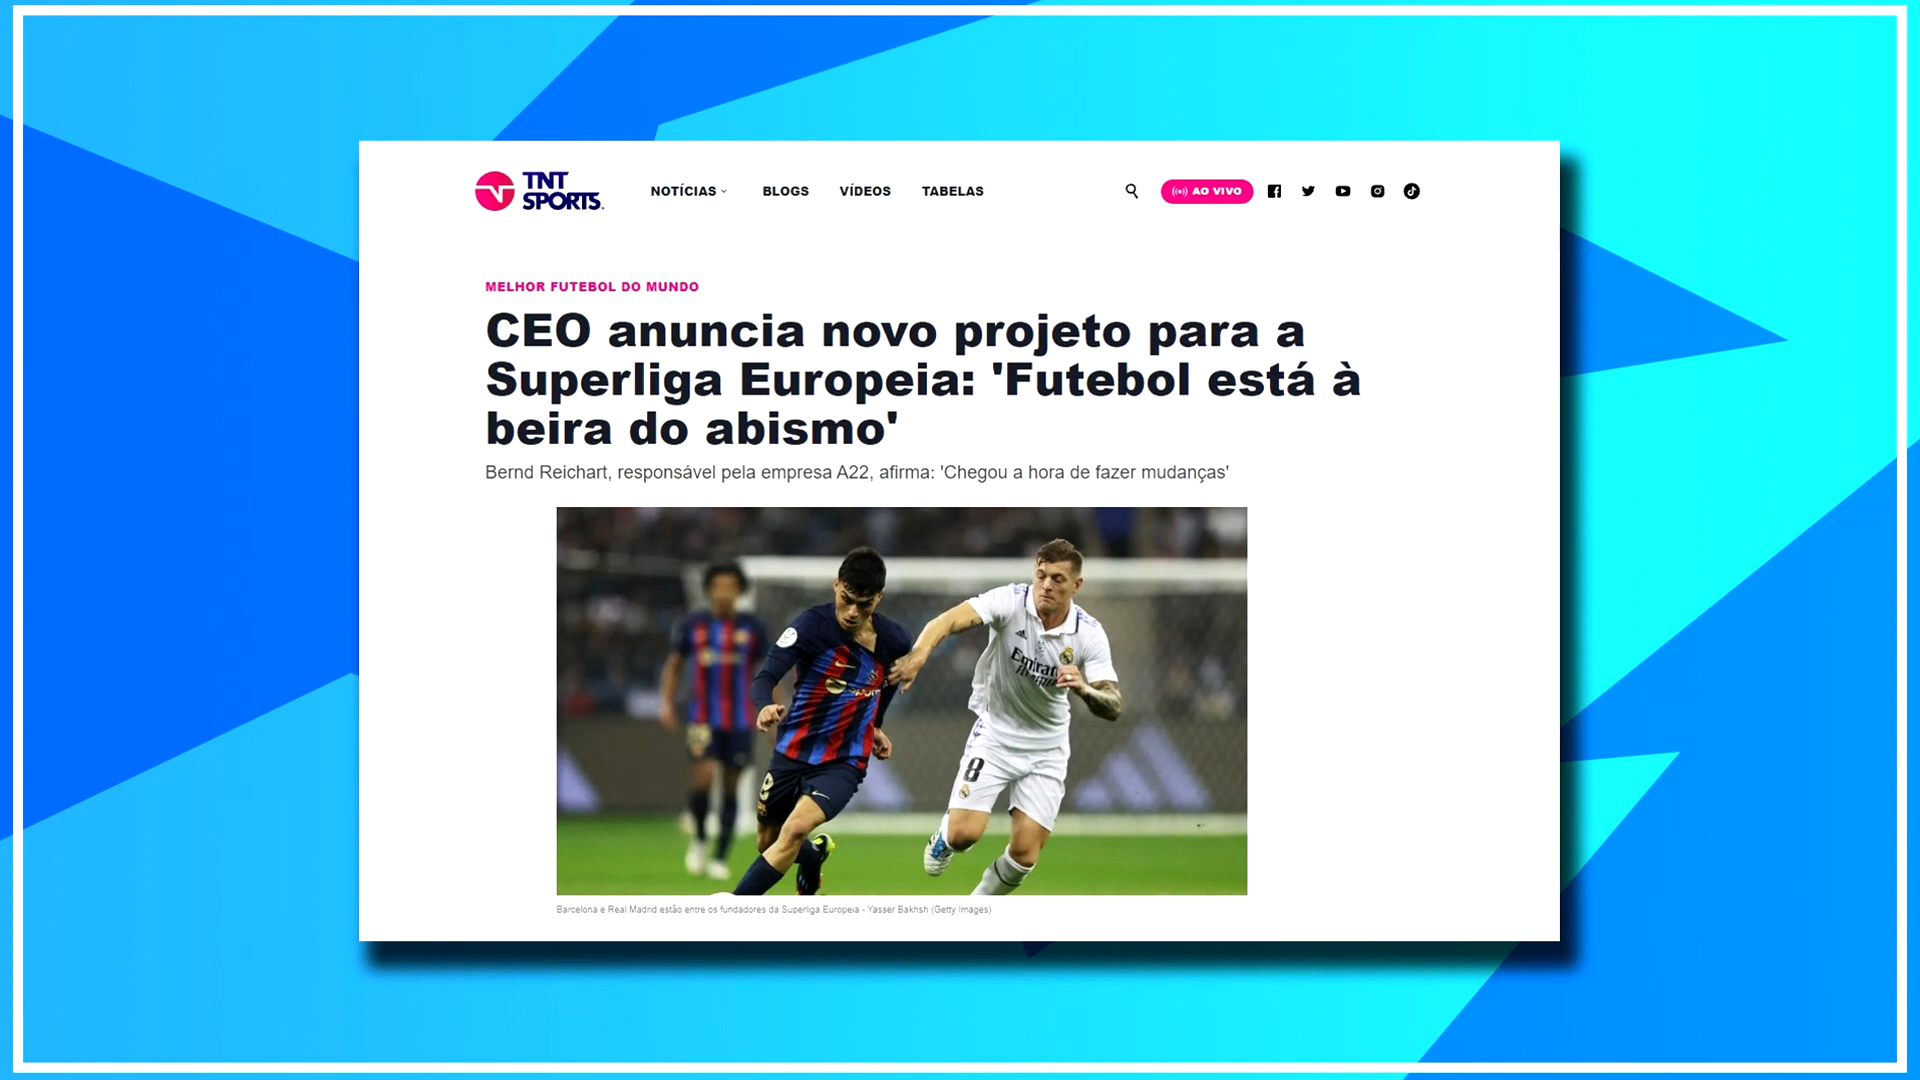 TNT
SPORTS
NOTÍCIAS
BLOGS
VÍDEOS
TABELAS
AO VIVO
MELHOR FUTEBOL DO MUNDO
CEO anuncia novo projeto para a
Superliga Europeia: 'Futebol está à
beira do abismo'
Bernd Reichart, responsável pela empresa A22, afirma: 'Chegou a hora de fazer mudanças'
Emirates
8
Barcelona e Real Madrid estão entre os fundadores da Superliga Europeia - Yasser Bakhsh (Getty Images)